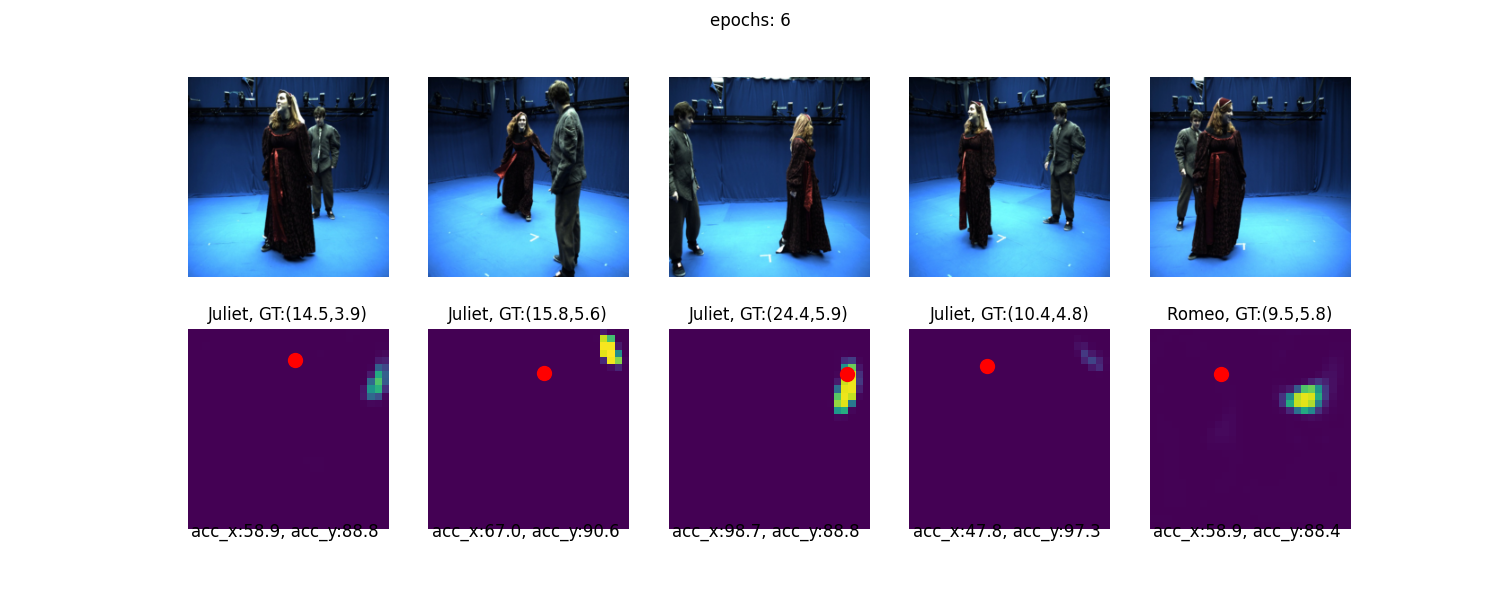 epochs: 6
Juliet, GT:(14.5,3.9)
Juliet, GT:(15.8,5.6)
Juliet, GT:(24.4,5.9)
Juliet, GT:(10.4,4.8)
Romeo, GT:(9.5,5.8)
acc_x:58.9, acc_y:88.8
acc_x:67.0, acc_y:90.6
acc_x:98.7, acc_y:88.8
acc_x:47.8, acc_y:97.3
acc_x:58.9, acc_y:88.4